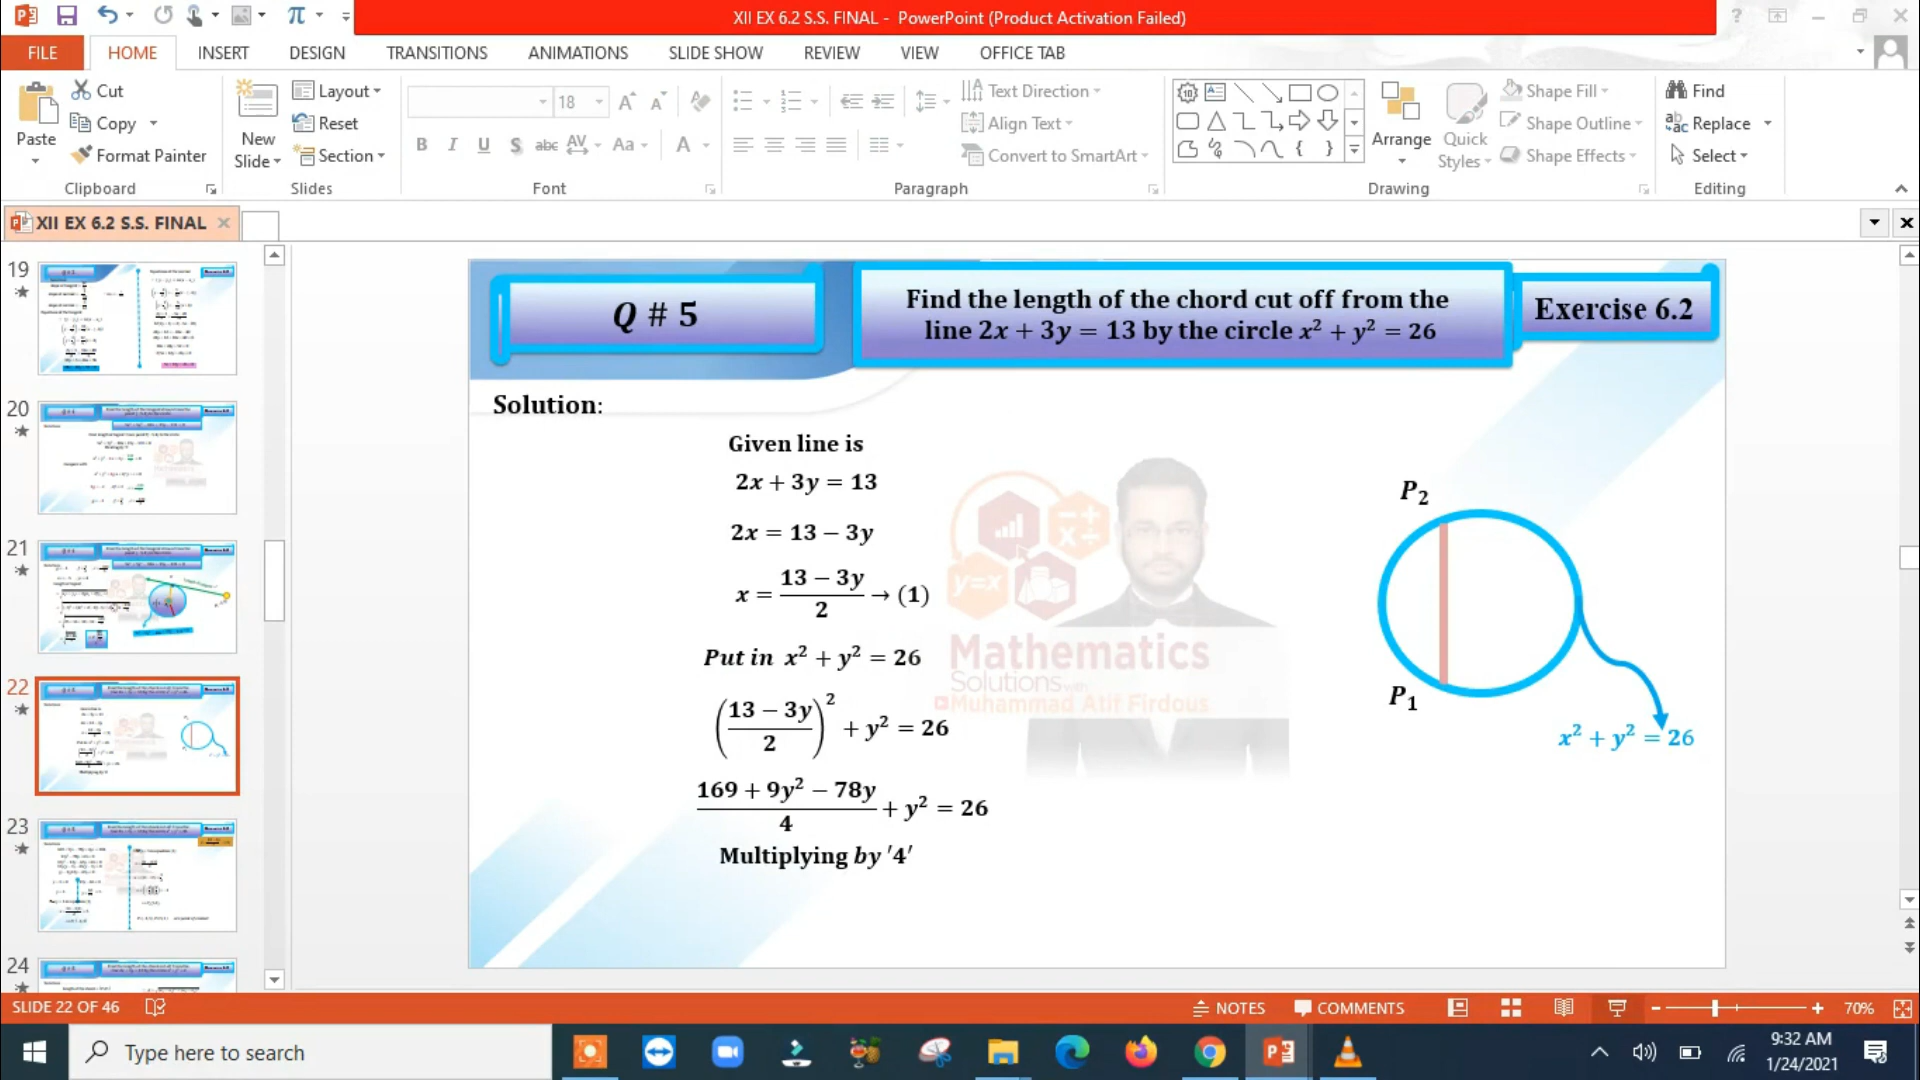 XII EX 6.2 S.S. FINAL - PowerPoint (Product Activation Failed)
FILE HOME INSERT DESIGN TRANSITIONS ANIMATIONS SLIDE SHOW REVIEW VIEW OFFICE TAB
Paste
Cut
Copy
Format Painter
Clipboard
New
Slide
Layout
Reset
Section
Slides
18
B I U S abc AV Aa A
Font
Text Direction
Align Text
Convert to SmartArt
Paragraph
Arrange
Quick
Styles
Shape Fill
Shape Outline
Shape Effects
Drawing
Find
Replace
Select
Editing
XII EX 6.2 S.S. FINAL
19
20
21
22
23
24
Q # 5
Find the length of the chord cut off from the
line 2x + 3y = 13 by the circle x² + y² = 26
Exercise 6.2
Solution:
Given line is
2x + 3y = 13
2x = 13 − 3y
x = (13 − 3y)/2 → (1)
Put in x² + y² = 26
((13 − 3y)/2)² + y² = 26
(169 + 9y² − 78y)/4 + y² = 26
Multiplying by ′4′
y=x
Mathematics
Solutions with
Muhammad Atif Firdous
P₂
P₁
x² + y² = 26
SLIDE 22 OF 46
NOTES
COMMENTS
70%
Type here to search
9:32 AM
1/24/2021